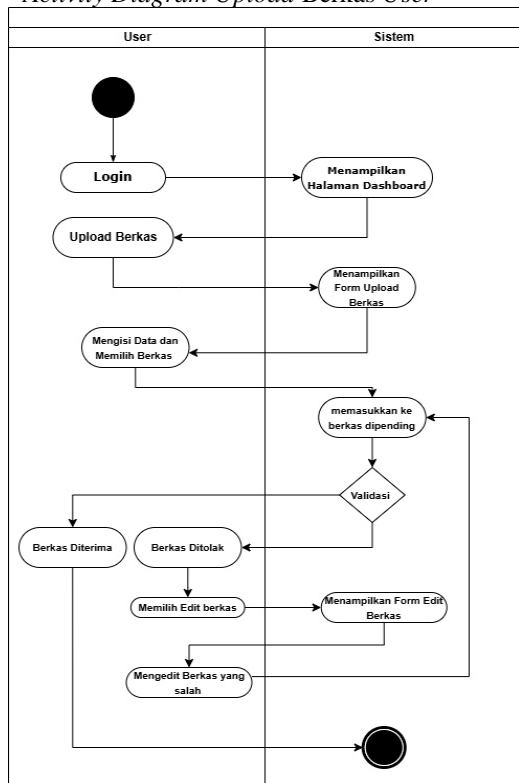 Activity Diagram Upload Berkas User
User
Sistem
Login
Menampilkan
Halaman Dashboard
Upload Berkas
Menampilkan
Form Upload
Berkas
Mengisi Data dan
Memilih Berkas
memasukkan ke
berkas dipending
Validasi
Berkas Diterima
Berkas Ditolak
Memilih Edit berkas
Menampilkan Form Edit
Berkas
Mengedit Berkas yang
salah